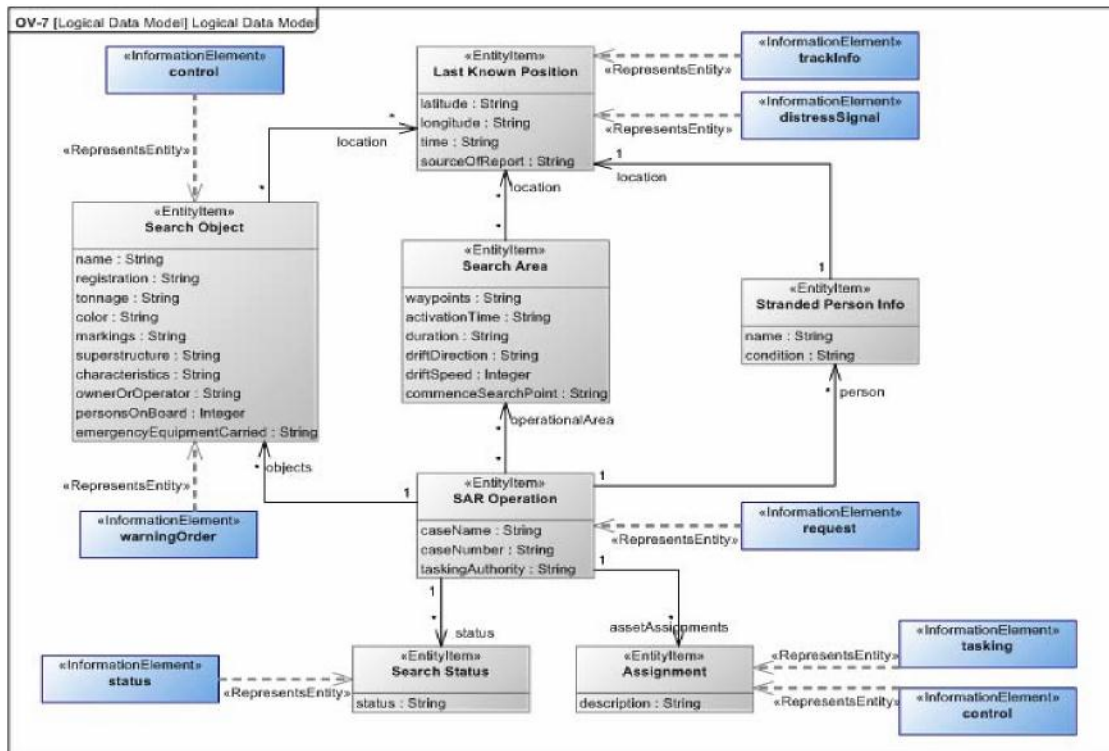 OV-7 [Logical Data Model] Logical Data Model
«InformationElement»
control
«RepresentsEntity»
«EntityItem»
Last Known Position
latitude : String
longitude : String
time : String
sourceOfReport : String
«InformationElement»
trackInfo
«RepresentsEntity»
«InformationElement»
distressSignal
«RepresentsEntity»
*
location
*
*
location
*
1
location
1
«EntityItem»
Search Object
name : String
registration : String
tonnage : String
color : String
markings : String
superstructure : String
characteristics : String
ownerOrOperator : String
personsOnBoard : Integer
emergencyEquipmentCarried : String
«EntityItem»
Search Area
waypoints : String
activationTime : String
duration : String
driftDirection : String
driftSpeed : Integer
commenceSearchPoint : String
«EntityItem»
Stranded Person Info
name : String
condition : String
* person
* operationalArea
*
* objects
1
1
«RepresentsEntity»
«InformationElement»
warningOrder
«EntityItem»
SAR Operation
caseName : String
caseNumber : String
taskingAuthority : String
«InformationElement»
request
«RepresentsEntity»
1
1
*
status
*
assetAssignments
«InformationElement»
status
«RepresentsEntity»
«EntityItem»
Search Status
status : String
«EntityItem»
Assignment
description : String
«InformationElement»
tasking
«RepresentsEntity»
«InformationElement»
control
«RepresentsEntity»